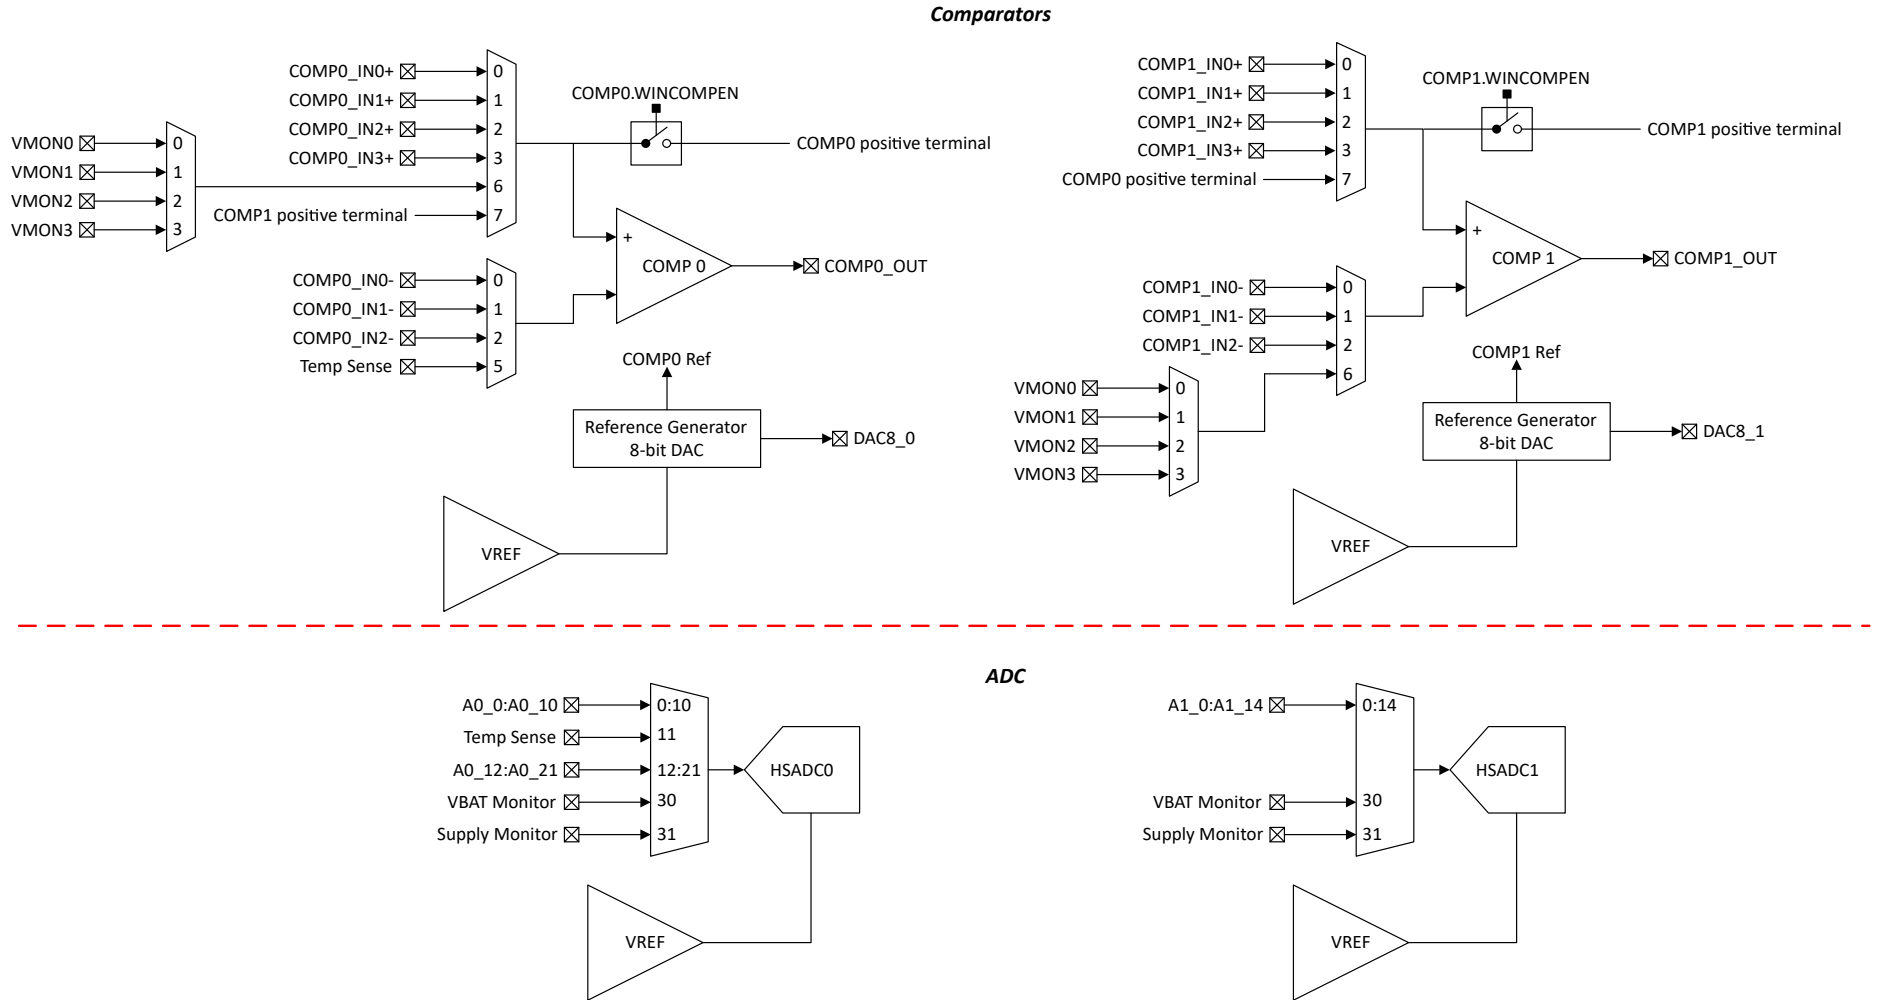 Comparators
COMP0_IN0+
COMP0_IN1+
COMP0_IN2+
COMP0_IN3+
0
1
2
3
6
7
VMON0
VMON1
VMON2
VMON3
0
1
2
3
COMP1 positive terminal
COMP0.WINCOMPEN
COMP0 positive terminal
+
COMP 0
COMP0_OUT
COMP0_IN0-
COMP0_IN1-
COMP0_IN2-
Temp Sense
0
1
2
5
COMP0 Ref
Reference Generator
8-bit DAC
DAC8_0
VREF
COMP1_IN0+
COMP1_IN1+
COMP1_IN2+
COMP1_IN3+
COMP0 positive terminal
0
1
2
3
7
COMP1.WINCOMPEN
COMP1 positive terminal
+
COMP 1
COMP1_OUT
COMP1_IN0-
COMP1_IN1-
COMP1_IN2-
0
1
2
6
VMON0
VMON1
VMON2
VMON3
0
1
2
3
COMP1 Ref
Reference Generator
8-bit DAC
DAC8_1
VREF
ADC
A0_0:A0_10
Temp Sense
A0_12:A0_21
VBAT Monitor
Supply Monitor
0:10
11
12:21
30
31
HSADC0
VREF
A1_0:A1_14
VBAT Monitor
Supply Monitor
0:14
30
31
HSADC1
VREF